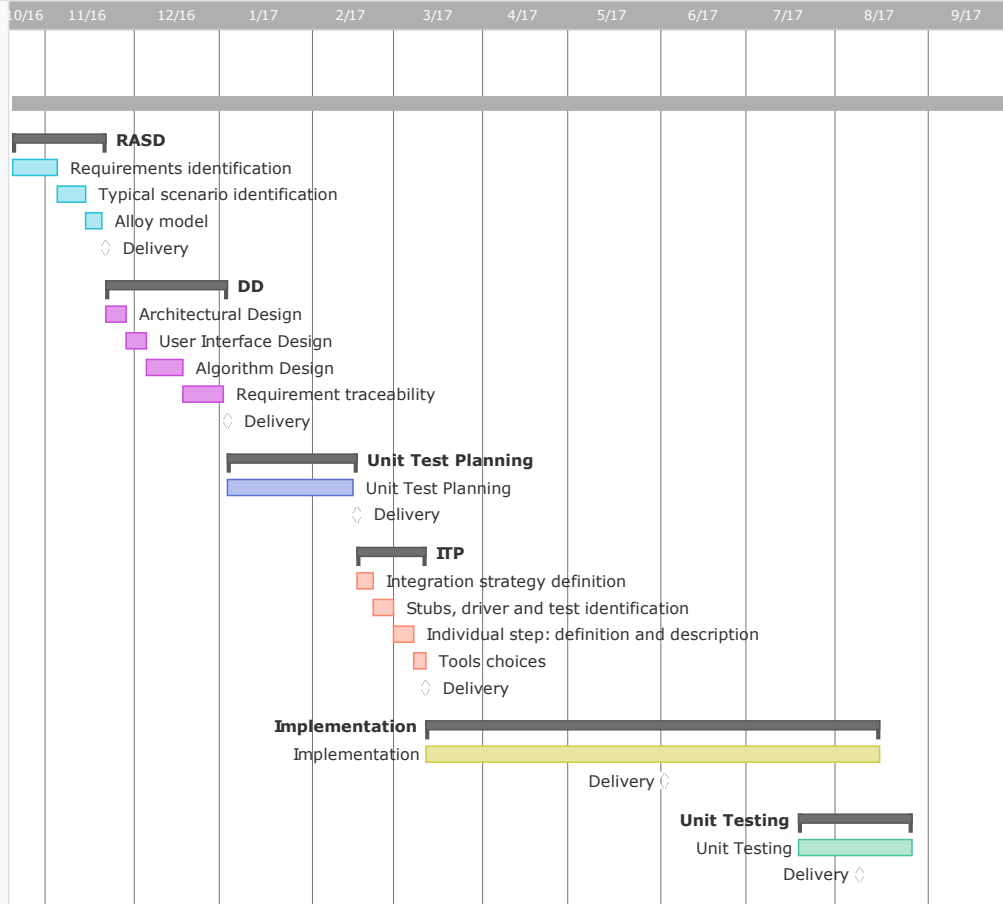 10/16 11/16 12/16 1/17 2/17 3/17 4/17 5/17 6/17 7/17 8/17 9/17
RASD
Requirements identification
Typical scenario identification
Alloy model
Delivery
DD
Architectural Design
User Interface Design
Algorithm Design
Requirement traceability
Delivery
Unit Test Planning
Unit Test Planning
Delivery
ITP
Integration strategy definition
Stubs, driver and test identification
Individual step: definition and description
Tools choices
Delivery
Implementation
Implementation
Delivery
Unit Testing
Unit Testing
Delivery